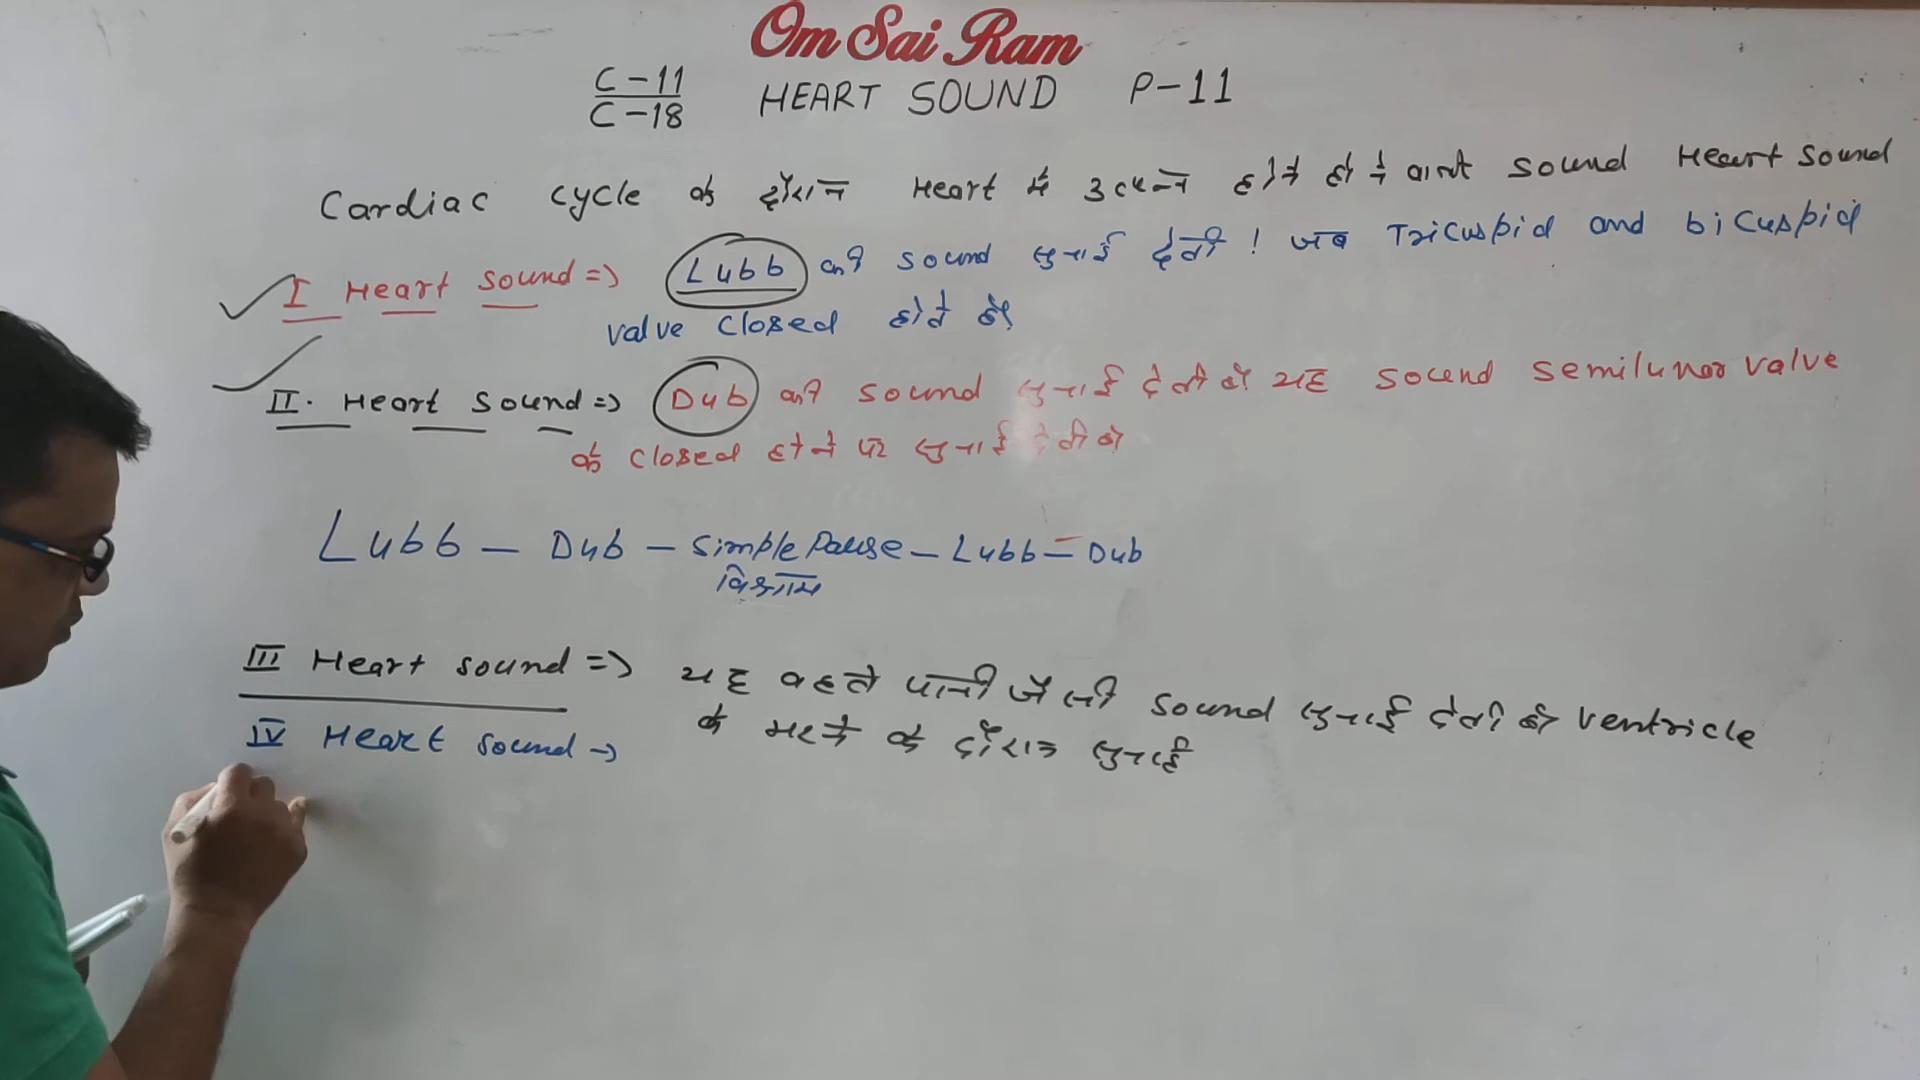 Om Sai Ram
C-11
C-18
HEART SOUND P-11
Cardiac cycle के दौरान Heart में उत्पन्न होने वाली sound Heart sound
I Heart sound => Lubb की sound सुनाई देती ! जब Tricuspid and bicuspid
valve closed होते है
II. Heart sound => Dub की sound सुनाई देती है यह sound semilunar valve
के closed होने पर सुनाई देती है
Lubb - Dub - simple Pause - Lubb - Dub
विश्राम
III Heart sound => यह बहते पानी जैसी sound सुनाई देती है ventricle
के भरने के दौरान सुनाई
IV Heart sound →